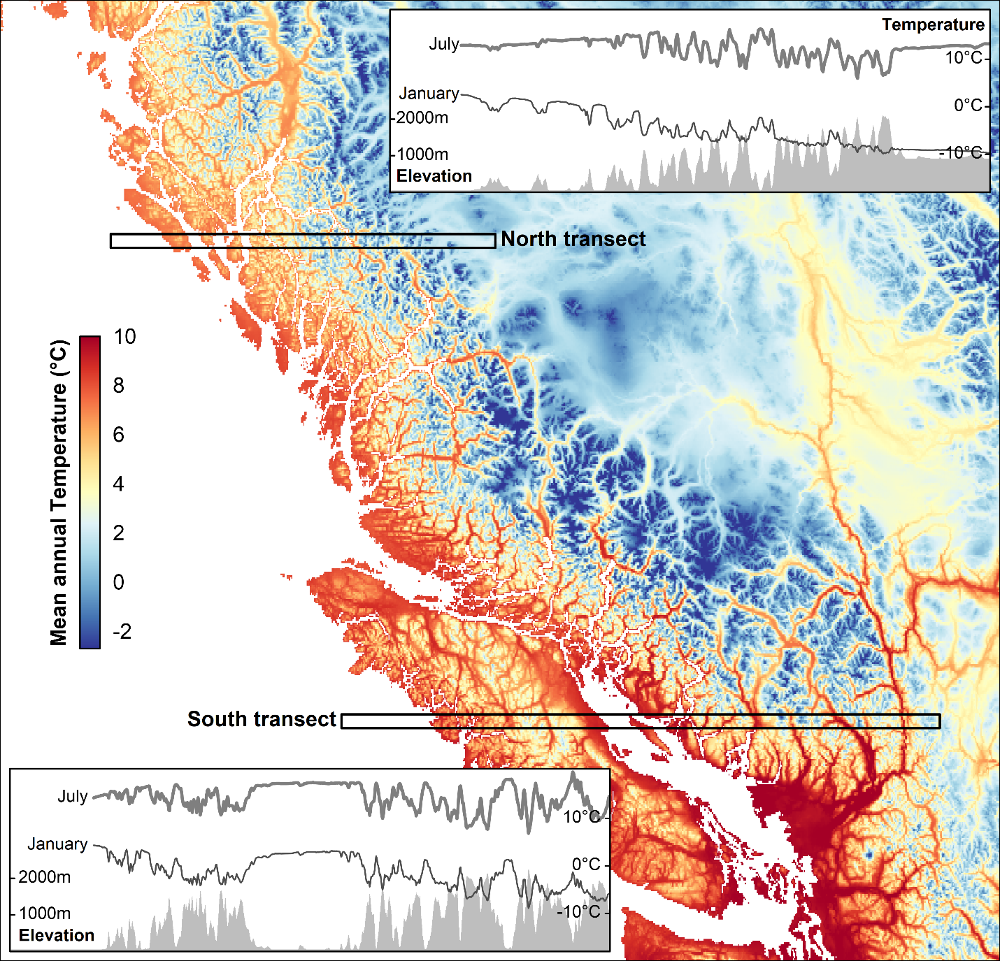 Temperature
July
10°C
January
0°C
2000m
1000m
-10°C
Elevation
North transect
Mean annual Temperature (°C)
10
8
6
4
2
0
-2
South transect
July
10°C
January
0°C
2000m
1000m
-10°C
Elevation